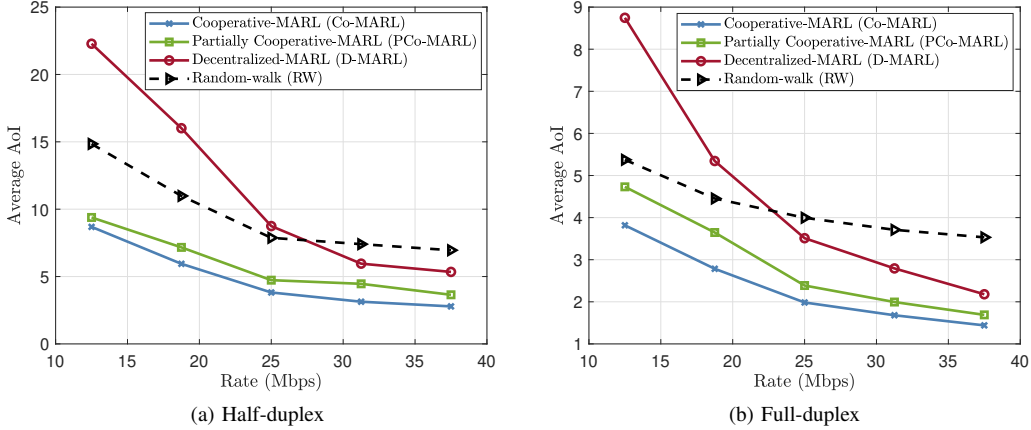 25
20
15
10
5
0
10
15
20
25
30
35
40
Average AoI
Rate (Mbps)
Cooperative-MARL (Co-MARL)
Partially Cooperative-MARL (PCo-MARL)
Decentralized-MARL (D-MARL)
Random-walk (RW)
(a) Half-duplex
9
8
7
6
5
4
3
2
1
10
15
20
25
30
35
40
Average AoI
Rate (Mbps)
Cooperative-MARL (Co-MARL)
Partially Cooperative-MARL (PCo-MARL)
Decentralized-MARL (D-MARL)
Random-walk (RW)
(b) Full-duplex